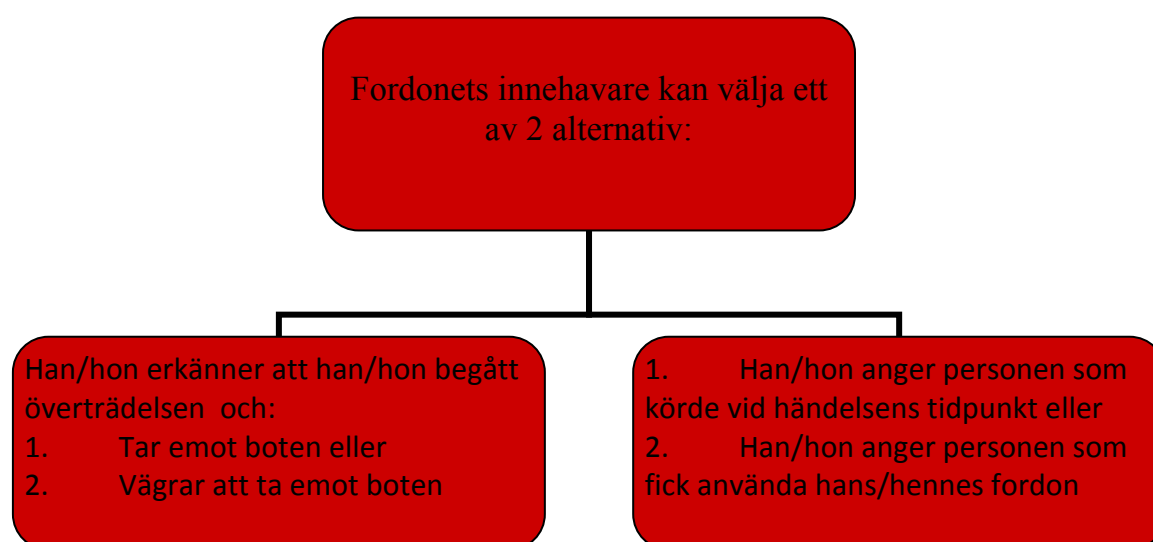 Fordonets innehavare kan välja ett
av 2 alternativ:
Han/hon erkänner att han/hon begått
överträdelsen och:
1. Tar emot boten eller
2. Vägrar att ta emot boten
1. Han/hon anger personen som
körde vid händelsens tidpunkt eller
2. Han/hon anger personen som
fick använda hans/hennes fordon